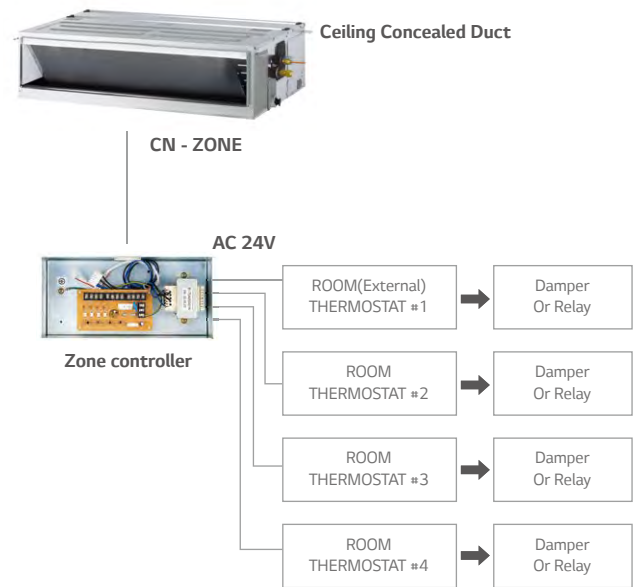 Ceiling Concealed Duct
CN - ZONE
AC 24V
Zone controller
ROOM(External)
THERMOSTAT #1
Damper
Or Relay
ROOM
THERMOSTAT #2
Damper
Or Relay
ROOM
THERMOSTAT #3
Damper
Or Relay
ROOM
THERMOSTAT #4
Damper
Or Relay